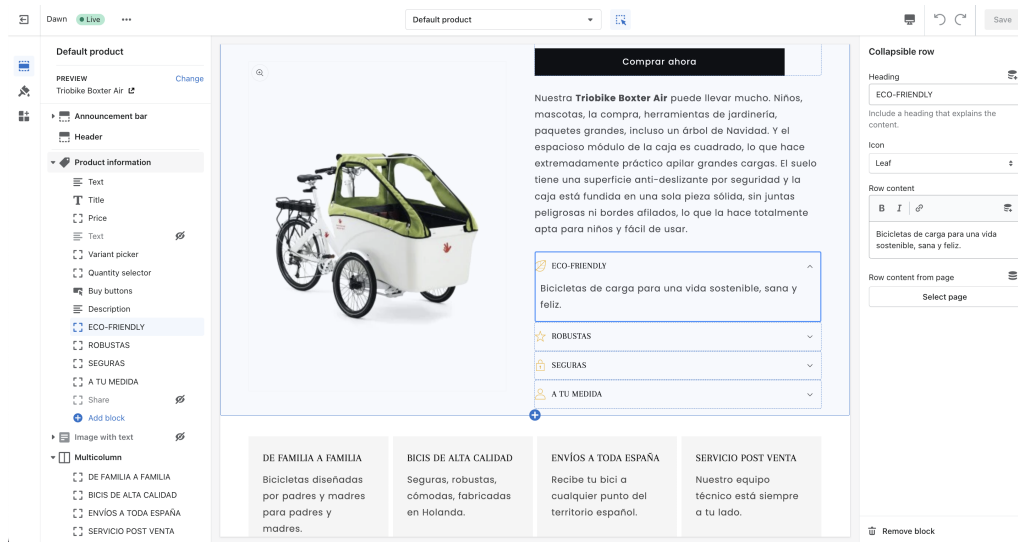 Dawn
Live
Default product
Save
Default product
PREVIEW
Change
Triobike Boxter Air
Announcement bar
Header
Product information
Text
Title
Price
Text
Variant picker
Quantity selector
Buy buttons
Description
ECO-FRIENDLY
ROBUSTAS
SEGURAS
A TU MEDIDA
Share
Add block
Image with text
Multicolumn
DE FAMILIA A FAMILIA
BICIS DE ALTA CALIDAD
ENVÍOS A TODA ESPAÑA
SERVICIO POST VENTA
Comprar ahora
Nuestra Triobike Boxter Air puede llevar mucho. Niños,
mascotas, la compra, herramientas de jardinería,
paquetes grandes, incluso un árbol de Navidad. Y el
espacioso módulo de la caja es cuadrado, lo que hace
extremadamente práctico apilar grandes cargas. El suelo
tiene una superficie anti-deslizante por seguridad y la
caja está fundida en una sola pieza sólida, sin juntas
peligrosas ni bordes afilados, lo que la hace totalmente
apta para niños y fácil de usar.
ECO-FRIENDLY
Bicicletas de carga para una vida sostenible, sana y
feliz.
ROBUSTAS
SEGURAS
A TU MEDIDA
DE FAMILIA A FAMILIA
Bicicletas diseñadas
por padres y madres
para padres y
madres.
BICIS DE ALTA CALIDAD
Seguras, robustas,
cómodas, fabricadas
en Holanda.
ENVÍOS A TODA ESPAÑA
Recibe tu bici a
cualquier punto del
territorio español.
SERVICIO POST VENTA
Nuestro equipo
técnico está siempre
a tu lado.
Collapsible row
Heading
ECO-FRIENDLY
Include a heading that explains the
content.
Icon
Leaf
Row content
B I
Bicicletas de carga para una vida
sostenible, sana y feliz.
Row content from page
Select page
Remove block